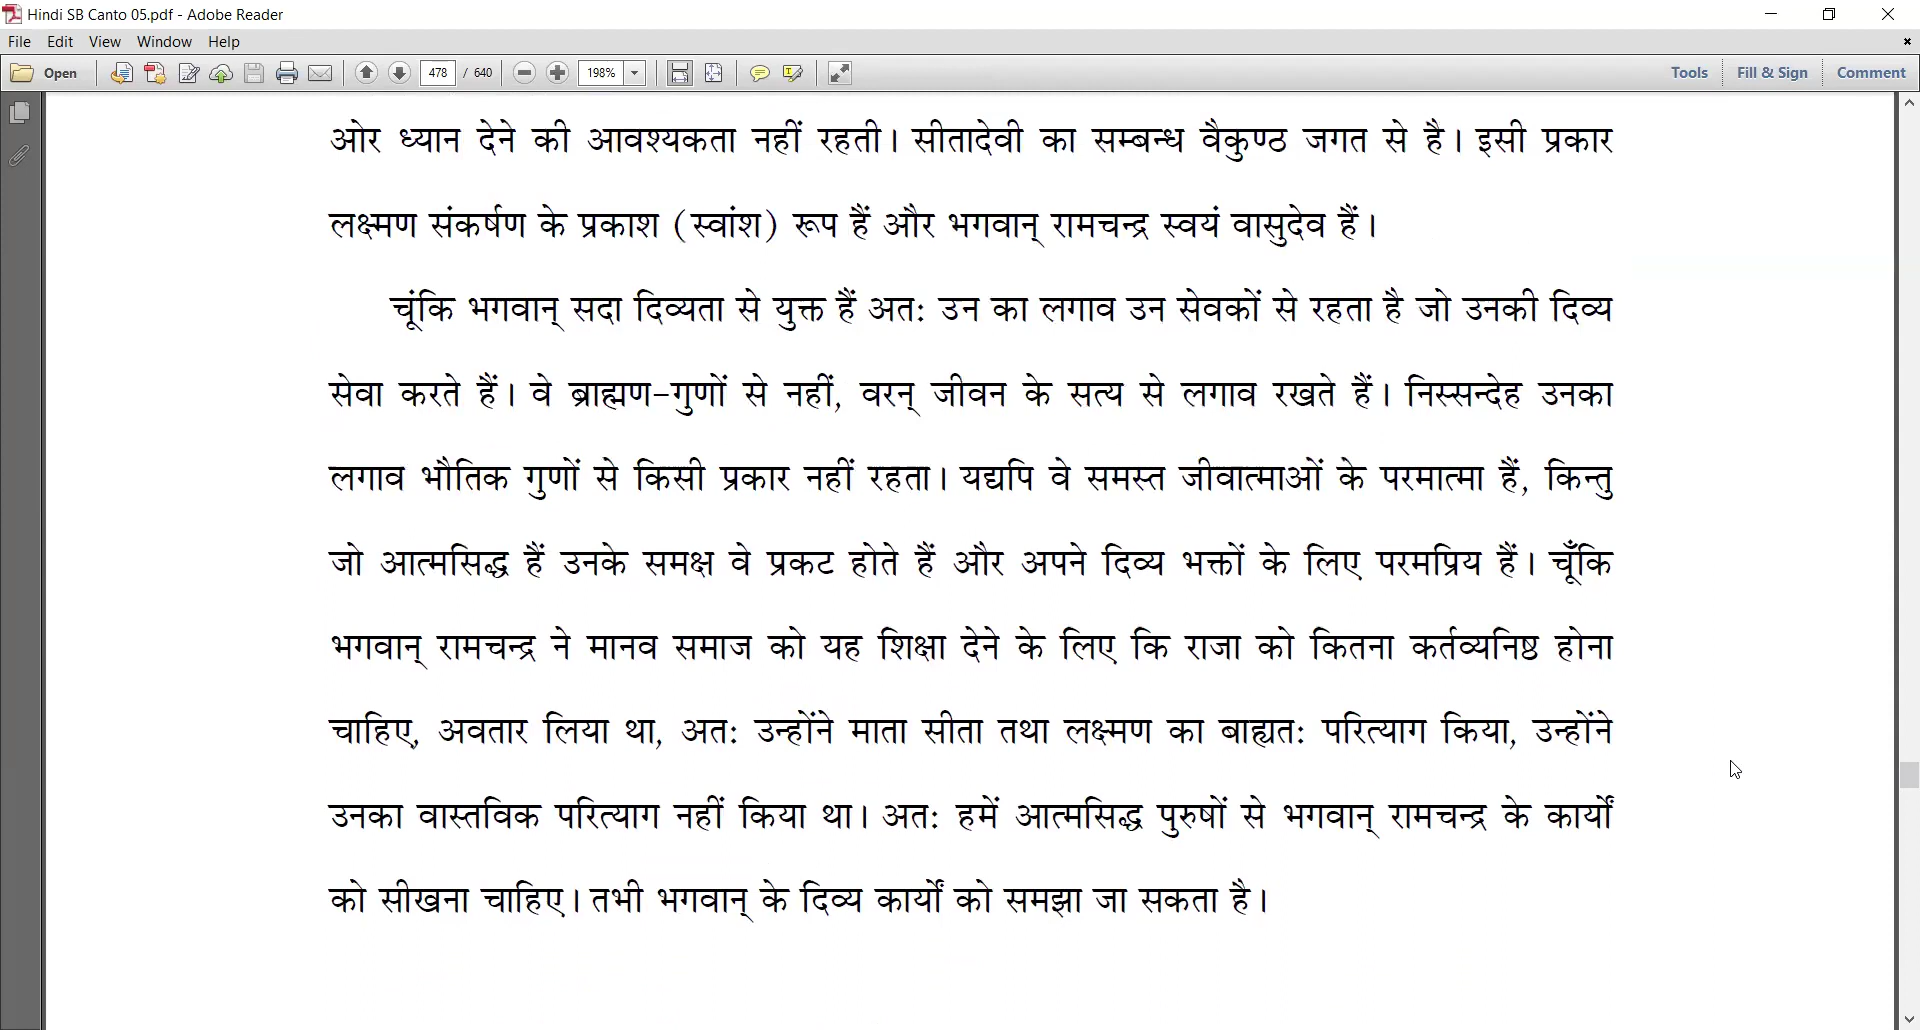 Hindi SB Canto 05.pdf - Adobe Reader
File Edit View Window Help
Open 478 / 640 198% Tools Fill & Sign Comment
ओर ध्यान देने की आवश्यकता नहीं रहती। सीतादेवी का सम्बन्ध वैकुण्ठ जगत से है। इसी प्रकार
लक्ष्मण संकर्षण के प्रकाश (स्वांश) रूप हैं और भगवान् रामचन्द्र स्वयं वासुदेव हैं।
चूंकि भगवान् सदा दिव्यता से युक्त हैं अतः उन का लगाव उन सेवकों से रहता है जो उनकी दिव्य
सेवा करते हैं। वे ब्राह्मण-गुणों से नहीं, वरन् जीवन के सत्य से लगाव रखते हैं। निस्सन्देह उनका
लगाव भौतिक गुणों से किसी प्रकार नहीं रहता। यद्यपि वे समस्त जीवात्माओं के परमात्मा हैं, किन्तु
जो आत्मसिद्ध हैं उनके समक्ष वे प्रकट होते हैं और अपने दिव्य भक्तों के लिए परमप्रिय हैं। चूँकि
भगवान् रामचन्द्र ने मानव समाज को यह शिक्षा देने के लिए कि राजा को कितना कर्तव्यनिष्ठ होना
चाहिए, अवतार लिया था, अतः उन्होंने माता सीता तथा लक्ष्मण का बाह्यतः परित्याग किया, उन्होंने
उनका वास्तविक परित्याग नहीं किया था। अतः हमें आत्मसिद्ध पुरुषों से भगवान् रामचन्द्र के कार्यों
को सीखना चाहिए। तभी भगवान् के दिव्य कार्यों को समझा जा सकता है।